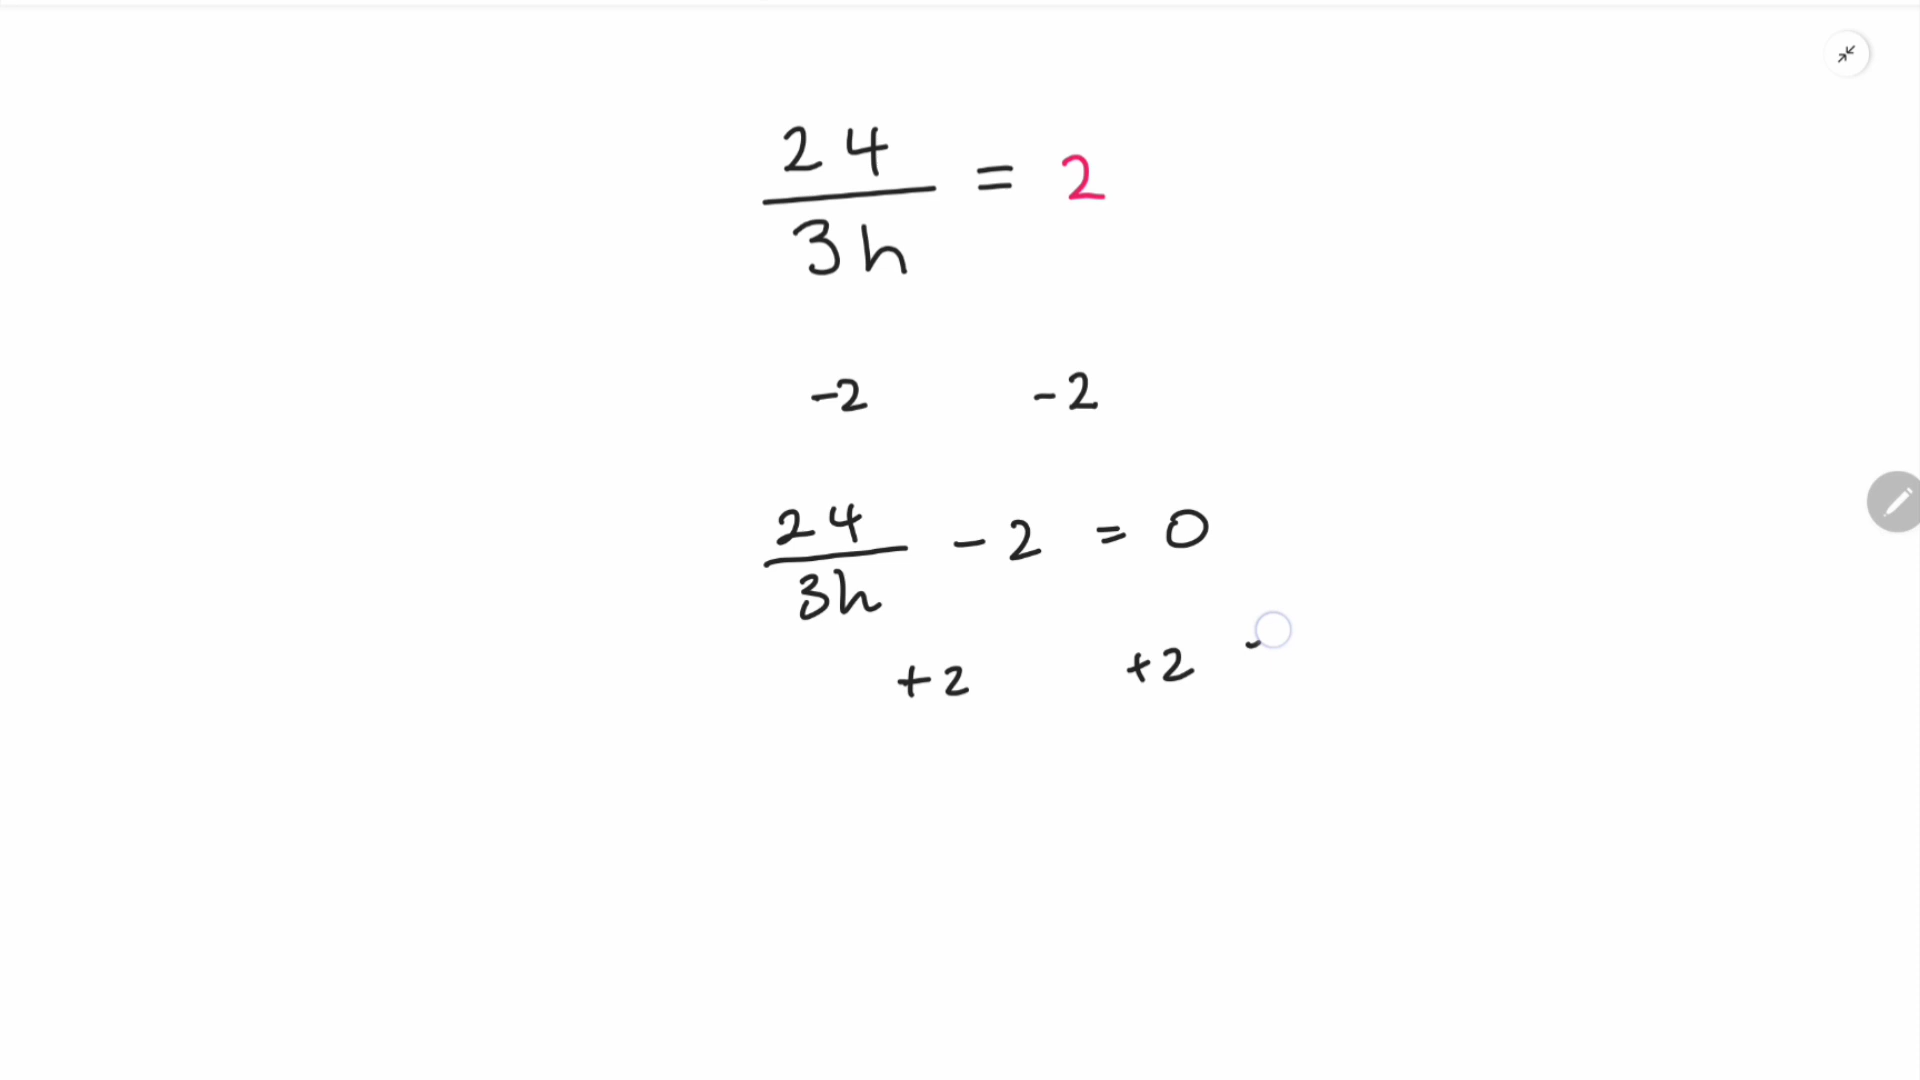 24
3h = 2
-2 -2
24
3h - 2 = 0
+2 +2 -